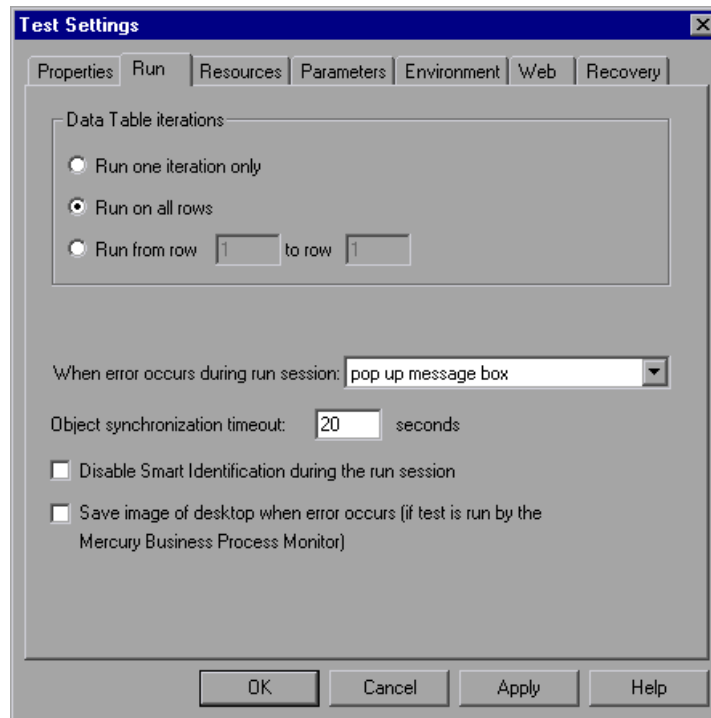 Test Settings
Properties Run Resources Parameters Environment Web Recovery
Data Table iterations
Run one iteration only
Run on all rows
Run from row 1 to row 1
When error occurs during run session: pop up message box
Object synchronization timeout: 20 seconds
Disable Smart Identification during the run session
Save image of desktop when error occurs (if test is run by the
Mercury Business Process Monitor)
OK Cancel Apply Help